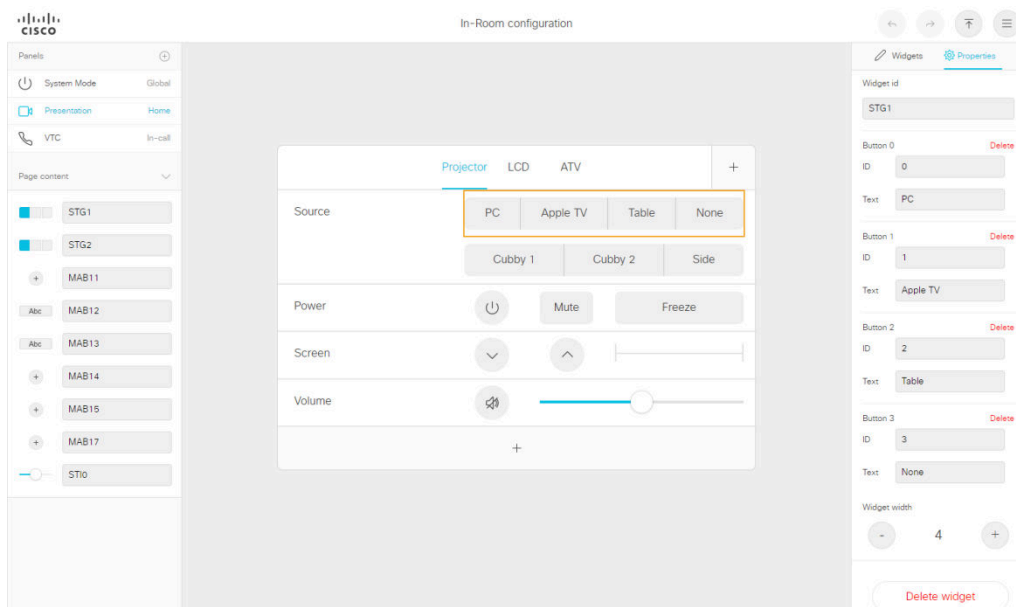 CISCO
In-Room configuration
Panels
System Mode Global
Presentation Home
VTC In-call
Page content
STG1
STG2
MAB11
Abc MAB12
Abc MAB13
MAB14
MAB15
MAB17
STI0
Projector LCD ATV +
Source PC Apple TV Table None
Cubby 1 Cubby 2 Side
Power Mute Freeze
Screen
Volume
+
Widgets Properties
Widget id
STG1
Button 0 Delete
ID 0
Text PC
Button 1 Delete
ID 1
Text Apple TV
Button 2 Delete
ID 2
Text Table
Button 3 Delete
ID 3
Text None
Widget width
- 4 +
Delete widget